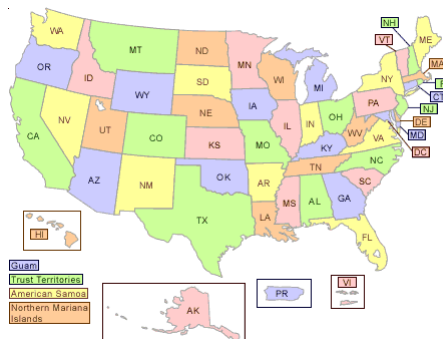 NH
WA
VT
ME
MT
ND
MN
OR
ID
WI
MA
SD
NY
WY
MI
CT
IA
PA
NE
NJ
NV
OH
IN
IL
DE
UT
WV
MD
CA
CO
KS
MO
VA
KY
DC
NC
TN
AZ
OK
NM
AR
SC
MS
AL
GA
TX
LA
FL
HI
Guam
Trust Territories
American Samoa
Northern Mariana
Islands
VI
PR
AK